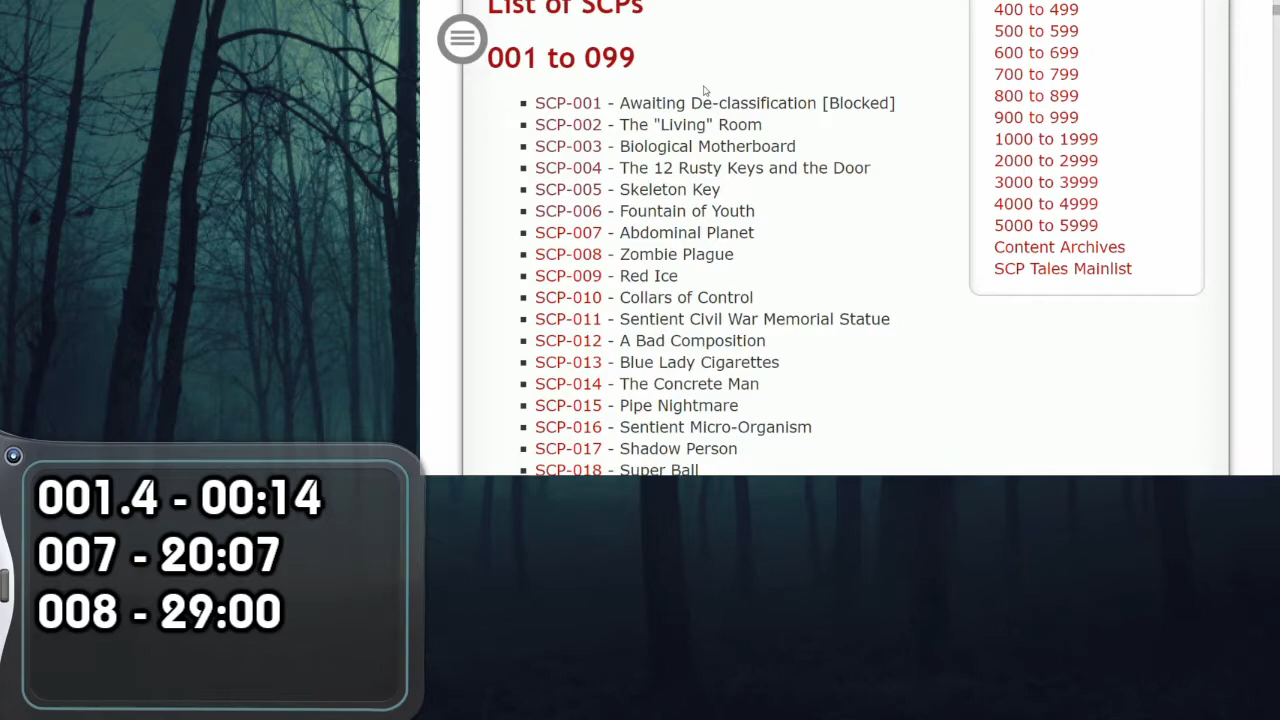 List of SCPs
001 to 099
SCP-001 - Awaiting De-classification [Blocked]
SCP-002 - The "Living" Room
SCP-003 - Biological Motherboard
SCP-004 - The 12 Rusty Keys and the Door
SCP-005 - Skeleton Key
SCP-006 - Fountain of Youth
SCP-007 - Abdominal Planet
SCP-008 - Zombie Plague
SCP-009 - Red Ice
SCP-010 - Collars of Control
SCP-011 - Sentient Civil War Memorial Statue
SCP-012 - A Bad Composition
SCP-013 - Blue Lady Cigarettes
SCP-014 - The Concrete Man
SCP-015 - Pipe Nightmare
SCP-016 - Sentient Micro-Organism
SCP-017 - Shadow Person
SCP-018 - Super Ball
400 to 499
500 to 599
600 to 699
700 to 799
800 to 899
900 to 999
1000 to 1999
2000 to 2999
3000 to 3999
4000 to 4999
5000 to 5999
Content Archives
SCP Tales Mainlist
001.4 - 00:14
007 - 20:07
008 - 29:00